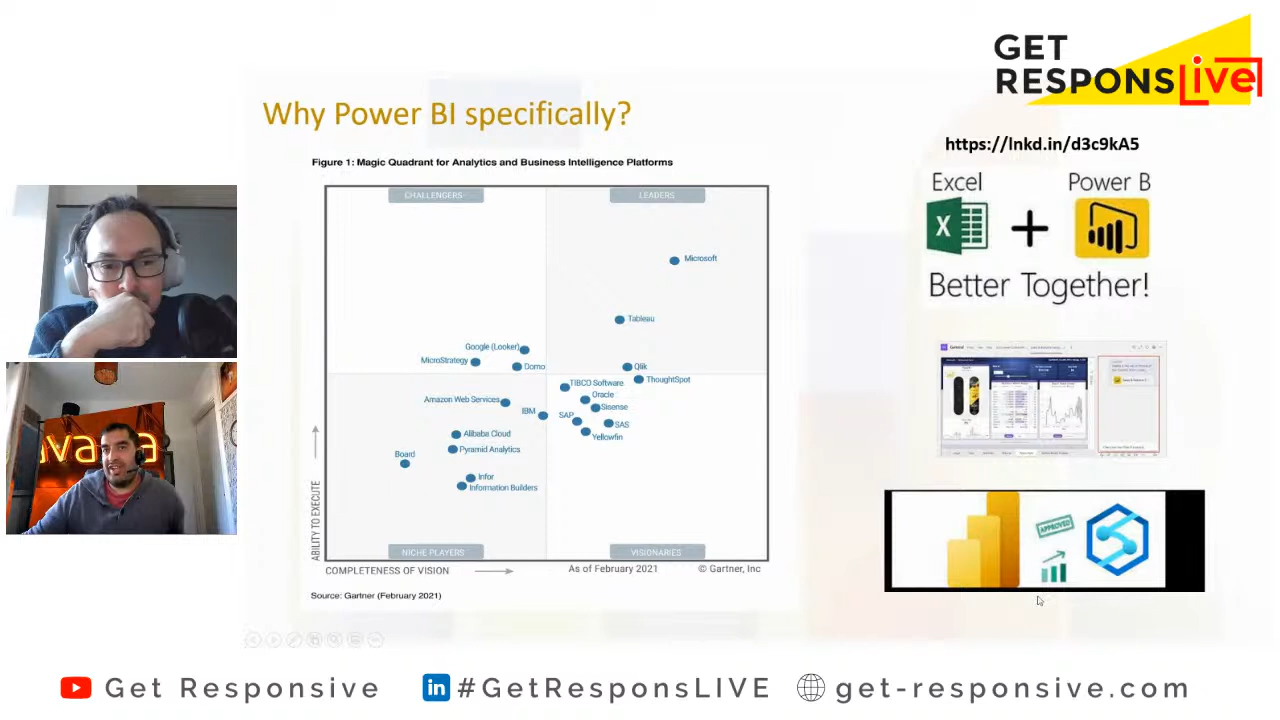 GET
RESPONSLive
Why Power BI specifically?
https://lnkd.in/d3c9kA5
Figure 1: Magic Quadrant for Analytics and Business Intelligence Platforms
CHALLENGERS
LEADERS
Microsoft
Tableau
Google (Looker)
MicroStrategy
Domo
Qlik
ThoughtSpot
TIBCO Software
Oracle
Amazon Web Services
IBM
SAP
Sisense
SAS
Yellowfin
Alibaba Cloud
Pyramid Analytics
Board
Infor
Information Builders
ABILITY TO EXECUTE
NICHE PLAYERS
VISIONARIES
COMPLETENESS OF VISION
As of February 2021
© Gartner, Inc
Source: Gartner (February 2021)
Excel
Power B
X
+
Better Together!
General
APPROVED
Get Responsive
in
#GetResponsLIVE
get-responsive.com